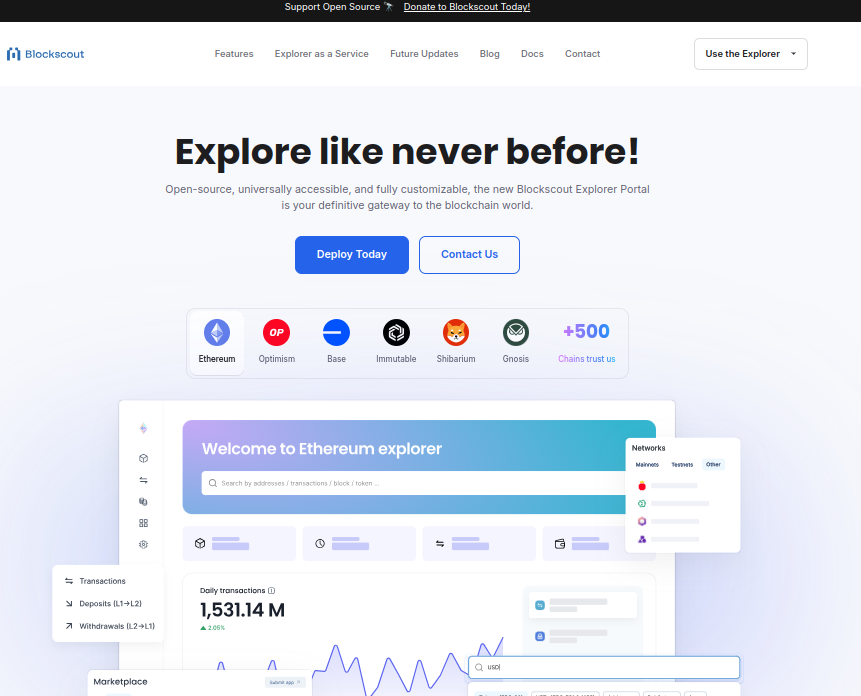 Support Open Source 🔭 Donate to Blockscout Today!
Blockscout
Features
Explorer as a Service
Future Updates
Blog
Docs
Contact
Use the Explorer
Explore like never before!
Open-source, universally accessible, and fully customizable, the new Blockscout Explorer Portal
is your definitive gateway to the blockchain world.
Deploy Today
Contact Us
OP
+500
Ethereum
Optimism
Base
Immutable
Shibarium
Gnosis
Chains trust us
Welcome to Ethereum explorer
Search by addresses / transactions / block / token ...
Networks
Mainnets
Testnets
Other
Transactions
Deposits (L1→L2)
Withdrawals (L2→L1)
Daily transactions
1,531.14 M
2.05%
Marketplace
Submit app
USD